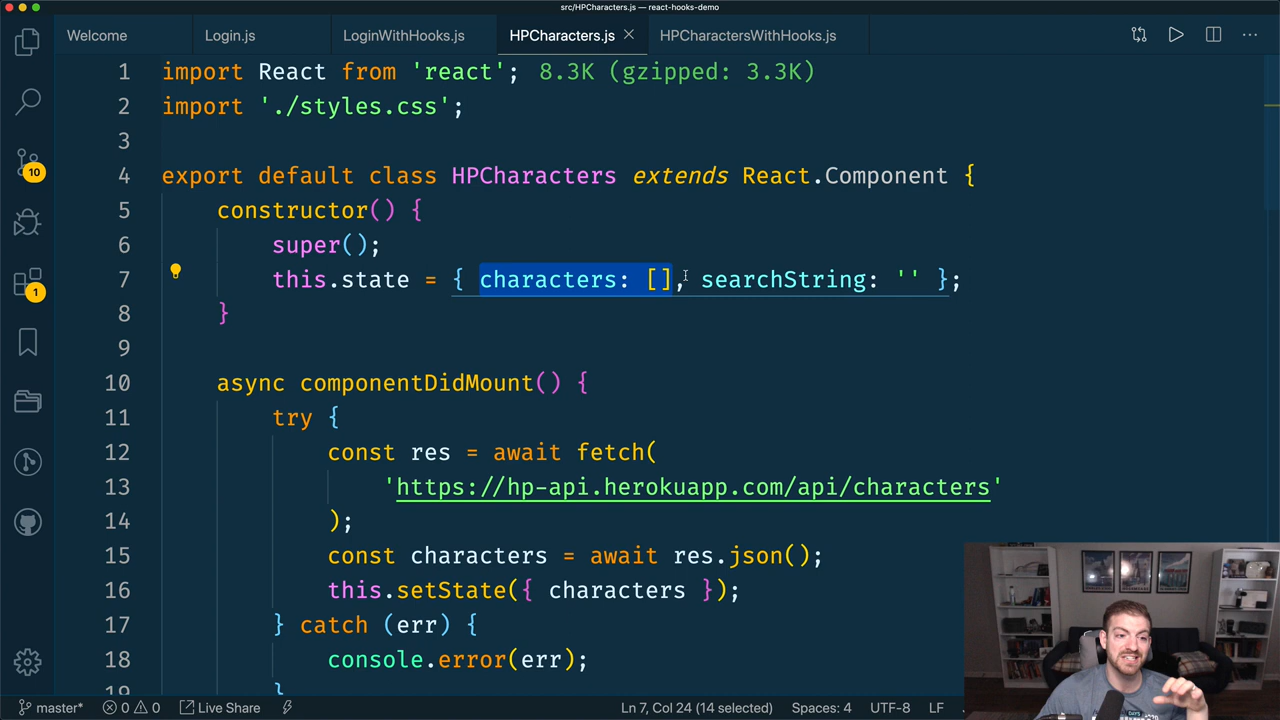 src/HPCharacters.js — react-hooks-demo
Welcome
Login.js
LoginWithHooks.js
HPCharacters.js
HPCharactersWithHooks.js
1 import React from 'react'; 8.3K (gzipped: 3.3K)
2 import './styles.css';
3
4 export default class HPCharacters extends React.Component {
5 constructor() {
6 super();
7 this.state = { characters: [], searchString: '' };
8 }
9
10 async componentDidMount() {
11 try {
12 const res = await fetch(
13 'https://hp-api.herokuapp.com/api/characters'
14 );
15 const characters = await res.json();
16 this.setState({ characters });
17 } catch (err) {
18 console.error(err);
19 }
10
1
master* 0 0 Live Share Ln 7, Col 24 (14 selected) Spaces: 4 UTF-8 LF